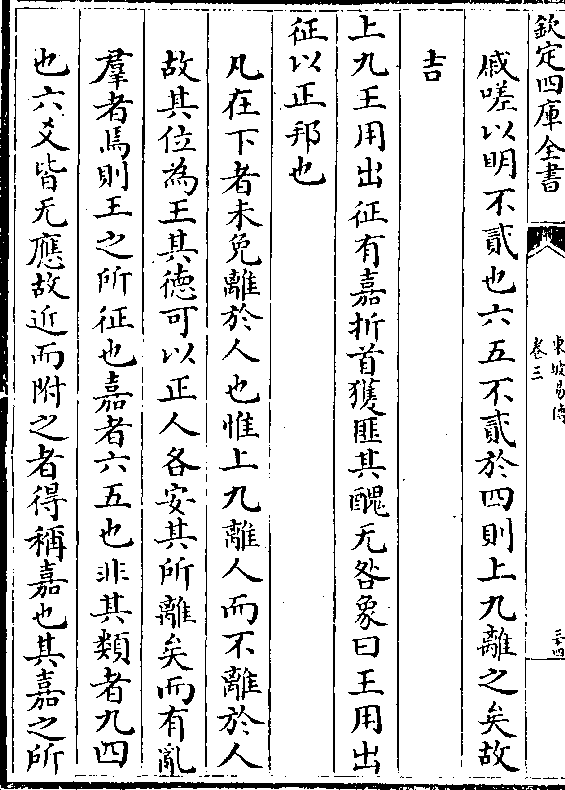 欽定四庫全書
東坡易傳
卷三
三十四
戚嗟以明不貳也六五不貳於四則上九離之矣故
吉
上九王用出征有嘉折首獲匪其醜无咎象曰王用出
征以正邦也
凡在下者未免離於人也惟上九離人而不離於人
故其位為王其德可以正人各安其所離矣而有亂
羣者焉則王之所征也嘉者六五也非其類者九四
也六爻皆无應故近而附之者得稱嘉也其嘉之所